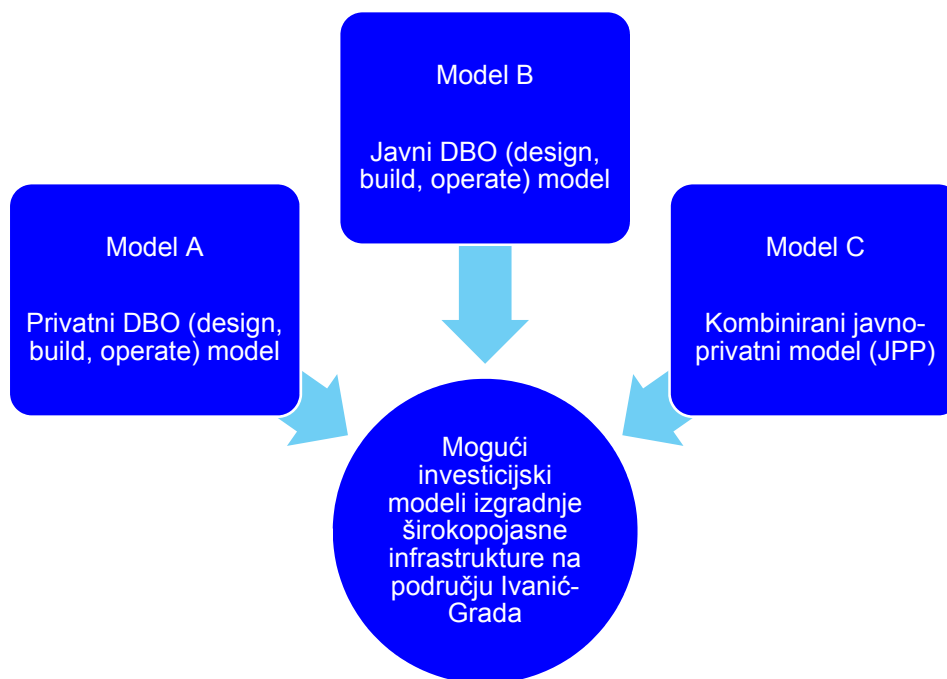 Model B
Javni DBO (design,
build, operate) model
Model A
Privatni DBO (design,
build, operate) model
Model C
Kombinirani javno-
privatni model (JPP)
Mogući
investicijski
modeli izgradnje
širokopojasne
infrastrukture na
području Ivanić-
Grada